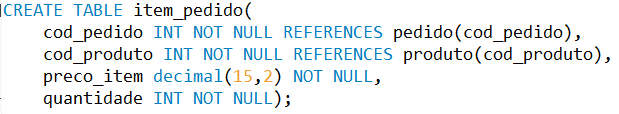 CREATE TABLE item_pedido(
cod_pedido INT NOT NULL REFERENCES pedido(cod_pedido),
cod_produto INT NOT NULL REFERENCES produto(cod_produto),
preco_item decimal(15,2) NOT NULL,
quantidade INT NOT NULL);